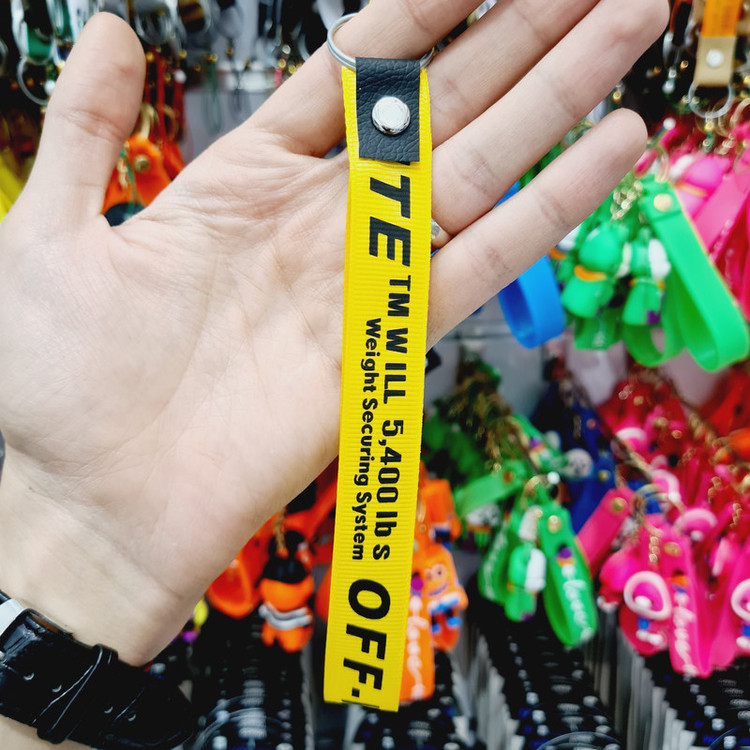 TE TM WILL 5,400 lb s OFF.
Weight Securing System